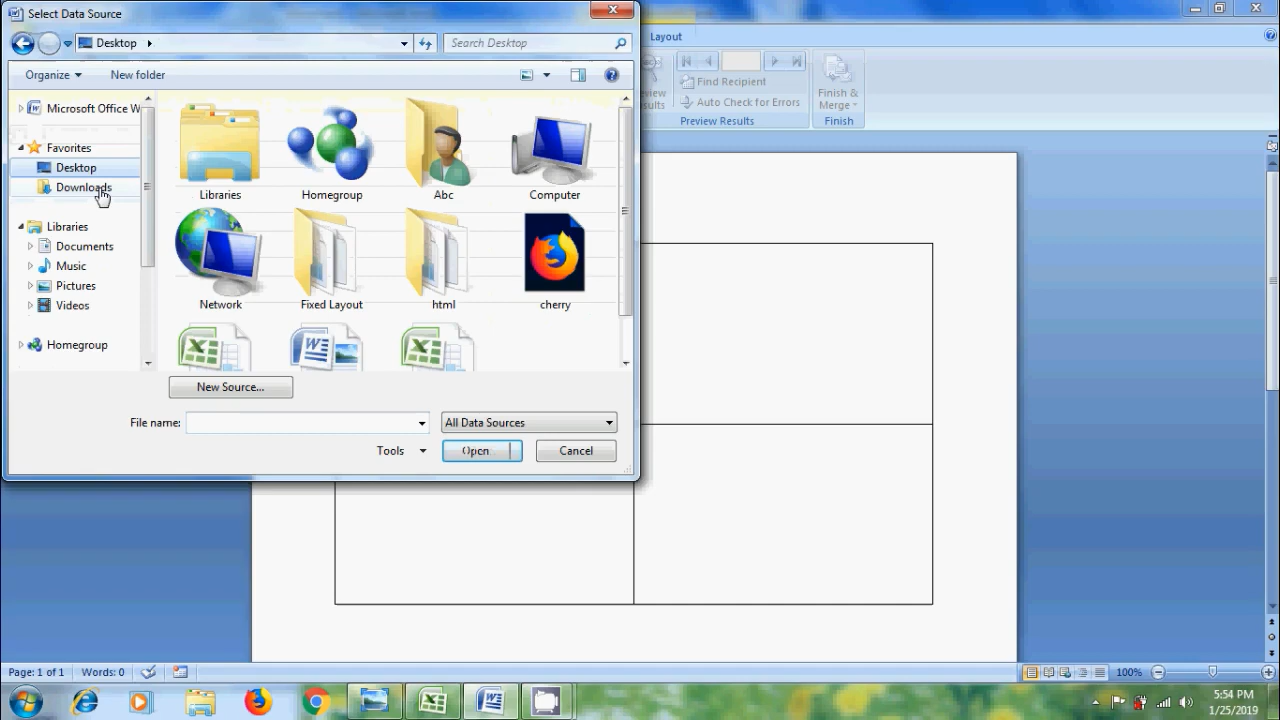 Select Data Source
Desktop
Search Desktop
Organize
New folder
Microsoft Office W
Favorites
Desktop
Downloads
Libraries
Documents
Music
Pictures
Videos
Homegroup
Libraries
Homegroup
Abc
Computer
Network
Fixed Layout
html
cherry
New Source...
File name:
All Data Sources
Tools
Open
Cancel
Layout
Find Recipient
Auto Check for Errors
Preview Results
Finish &
Merge
Finish
Page: 1 of 1
Words: 0
100%
5:54 PM
1/25/2019